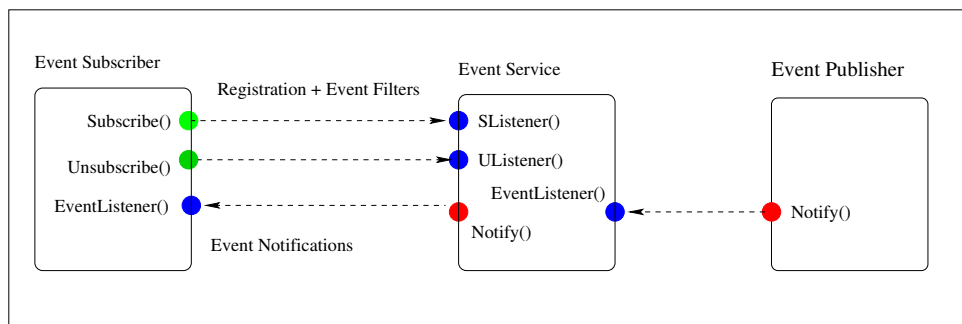 Event Subscriber
Event Service
Event Publisher
Registration + Event Filters
Subscribe()
SListener()
Unsubscribe()
UListener()
EventListener()
EventListener()
Notify()
Notify()
Event Notifications